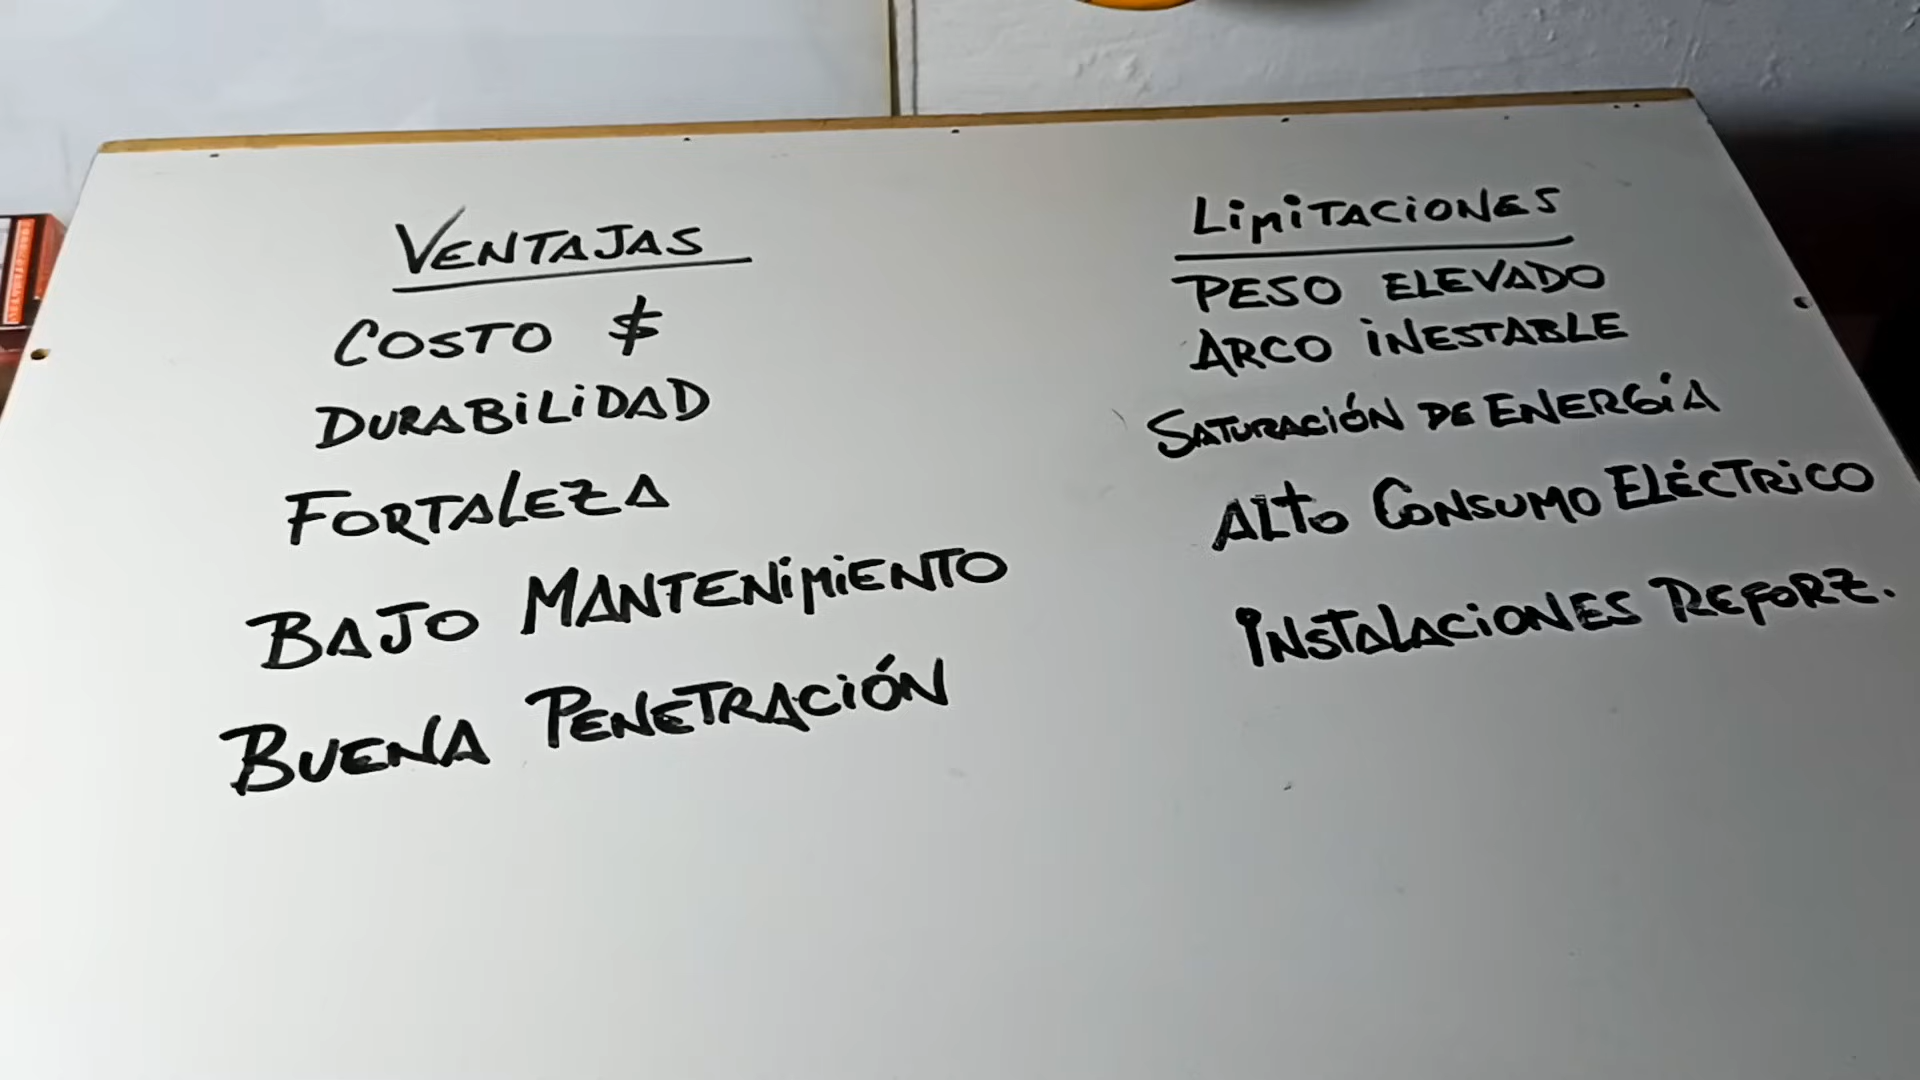 VENTAJAS
COSTO $
DURABILIDAD
FORTALEZA
BAJO MANTENIMIENTO
BUENA PENETRACIÓN
LIMITACIONES
PESO ELEVADO
ARCO INESTABLE
SATURACIÓN DE ENERGÍA
ALTO CONSUMO ELÉCTRICO
INSTALACIONES REFORZ.